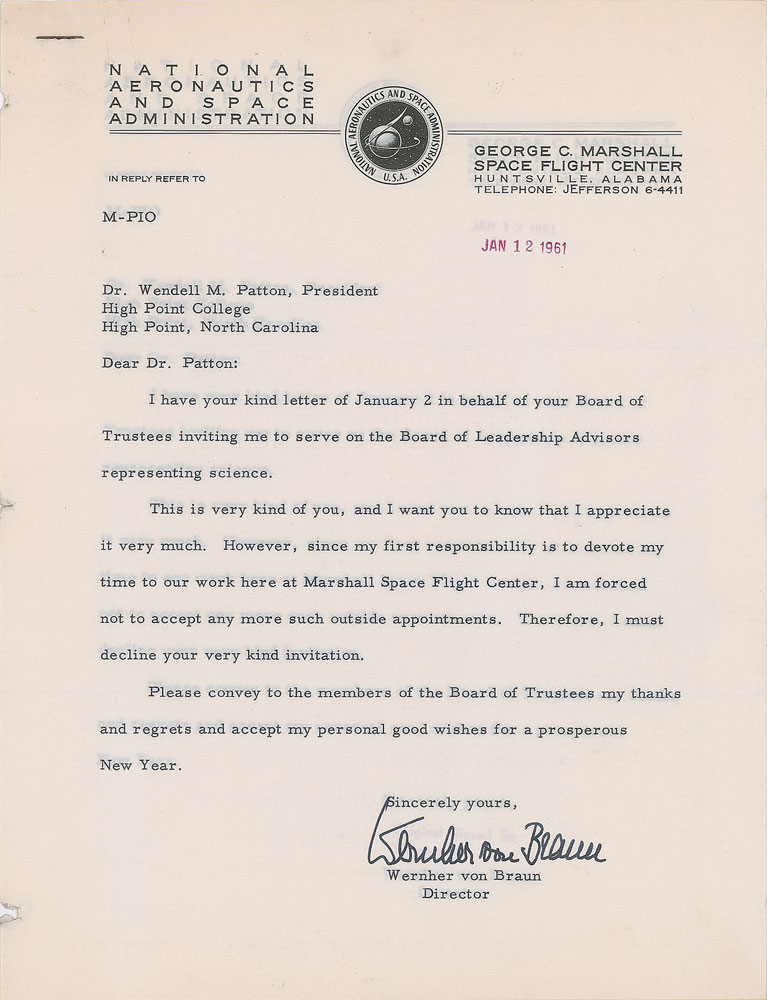 NATIONAL
AERONAUTICS
AND SPACE
ADMINISTRATION
NATIONAL AERONAUTICS AND SPACE ADMINISTRATION
U.S.A.
GEORGE C. MARSHALL
SPACE FLIGHT CENTER
HUNTSVILLE, ALABAMA
TELEPHONE: JEFFERSON 6-4411
IN REPLY REFER TO
M-PIO
JAN 12 1961
JAN 12 1961
Dr. Wendell M. Patton, President
High Point College
High Point, North Carolina
Dear Dr. Patton:
I have your kind letter of January 2 in behalf of your Board of
Trustees inviting me to serve on the Board of Leadership Advisors
representing science.
This is very kind of you, and I want you to know that I appreciate
it very much. However, since my first responsibility is to devote my
time to our work here at Marshall Space Flight Center, I am forced
not to accept any more such outside appointments. Therefore, I must
decline your very kind invitation.
Please convey to the members of the Board of Trustees my thanks
and regrets and accept my personal good wishes for a prosperous
New Year.
Sincerely yours,
Wernher von Braun
Wernher von Braun
Director